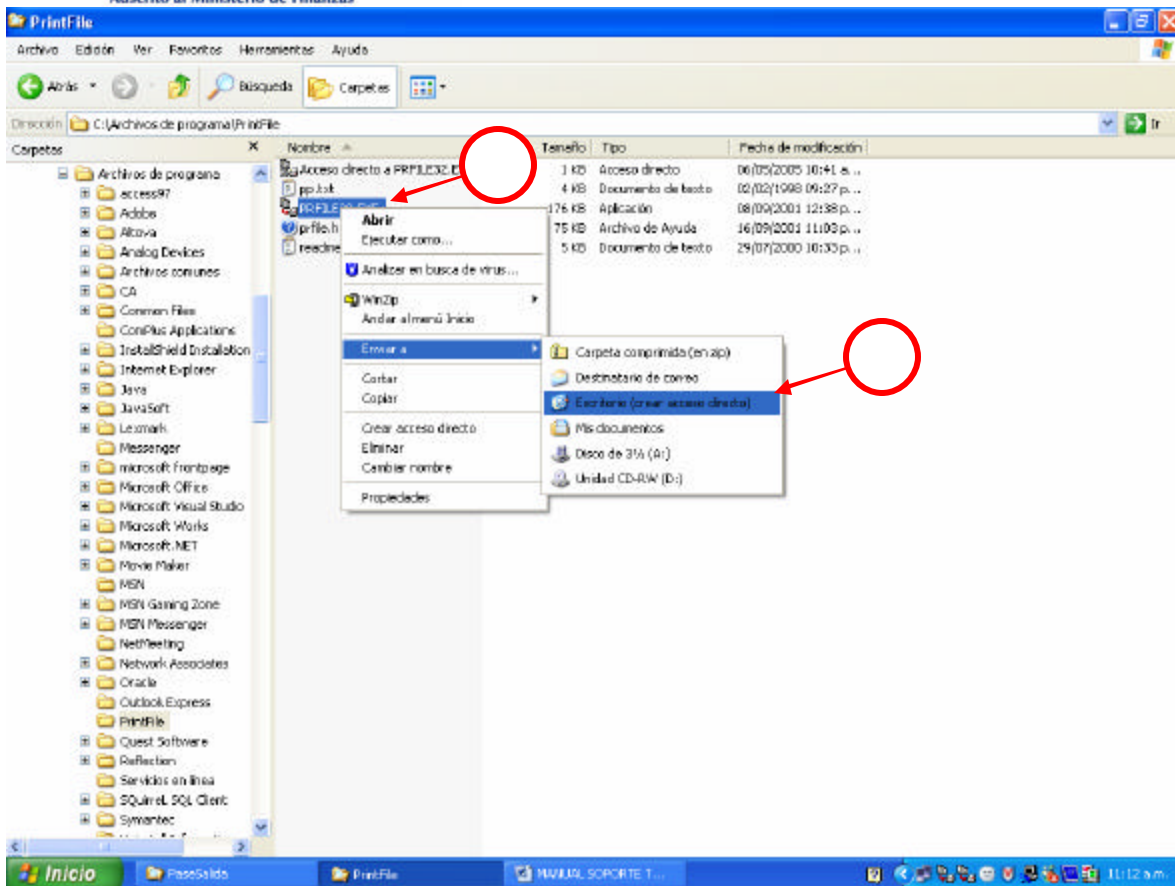 Adscrito al Ministerio de Finanzas
PrintFile
Archivo Edición Ver Favoritos Herramientas Ayuda
Atrás Búsqueda Carpetas
Dirección C:\Archivos de programa\PrintFile Ir
Carpetas
Nombre Tamaño Tipo Fecha de modificación
Acceso directo a PRFILE32.E 1 KB Acceso directo 06/05/2005 10:41 a....
pp.txt 4 KB Documento de texto 02/02/1998 09:27 p....
PRFILE32.EXE 176 KB Aplicación 08/09/2001 12:38 p....
prfile.h 75 KB Archivo de Ayuda 16/09/2001 11:03 p....
readme 5 KB Documento de texto 29/07/2000 10:33 p....
Archivos de programa
access97
Adobe
Altova
Analog Devices
Archivos comunes
CA
Common Files
ComPlus Applications
InstallShield Installation
Internet Explorer
Java
JavaSoft
Lexmark
Messenger
microsoft frontpage
Microsoft Office
Microsoft Visual Studio
Microsoft Works
Microsoft.NET
Movie Maker
MSN
MSN Gaming Zone
MSN Messenger
NetMeeting
Network Associates
Oracle
Outlook Express
PrintFile
Quest Software
Reflection
Servicios en línea
SQuirreL SQL Client
Symantec
Abrir
Ejecutar como...
Analizar en busca de virus...
WinZip
Anclar al menú Inicio
Enviar a
Cortar
Copiar
Crear acceso directo
Eliminar
Cambiar nombre
Propiedades
Carpeta comprimida (en zip)
Destinatario de correo
Escritorio (crear acceso directo)
Mis documentos
Disco de 3½ (A:)
Unidad CD-RW (D:)
Inicio PaseSalida PrintFile MANUAL SOPORTE T... 11:12 a.m.